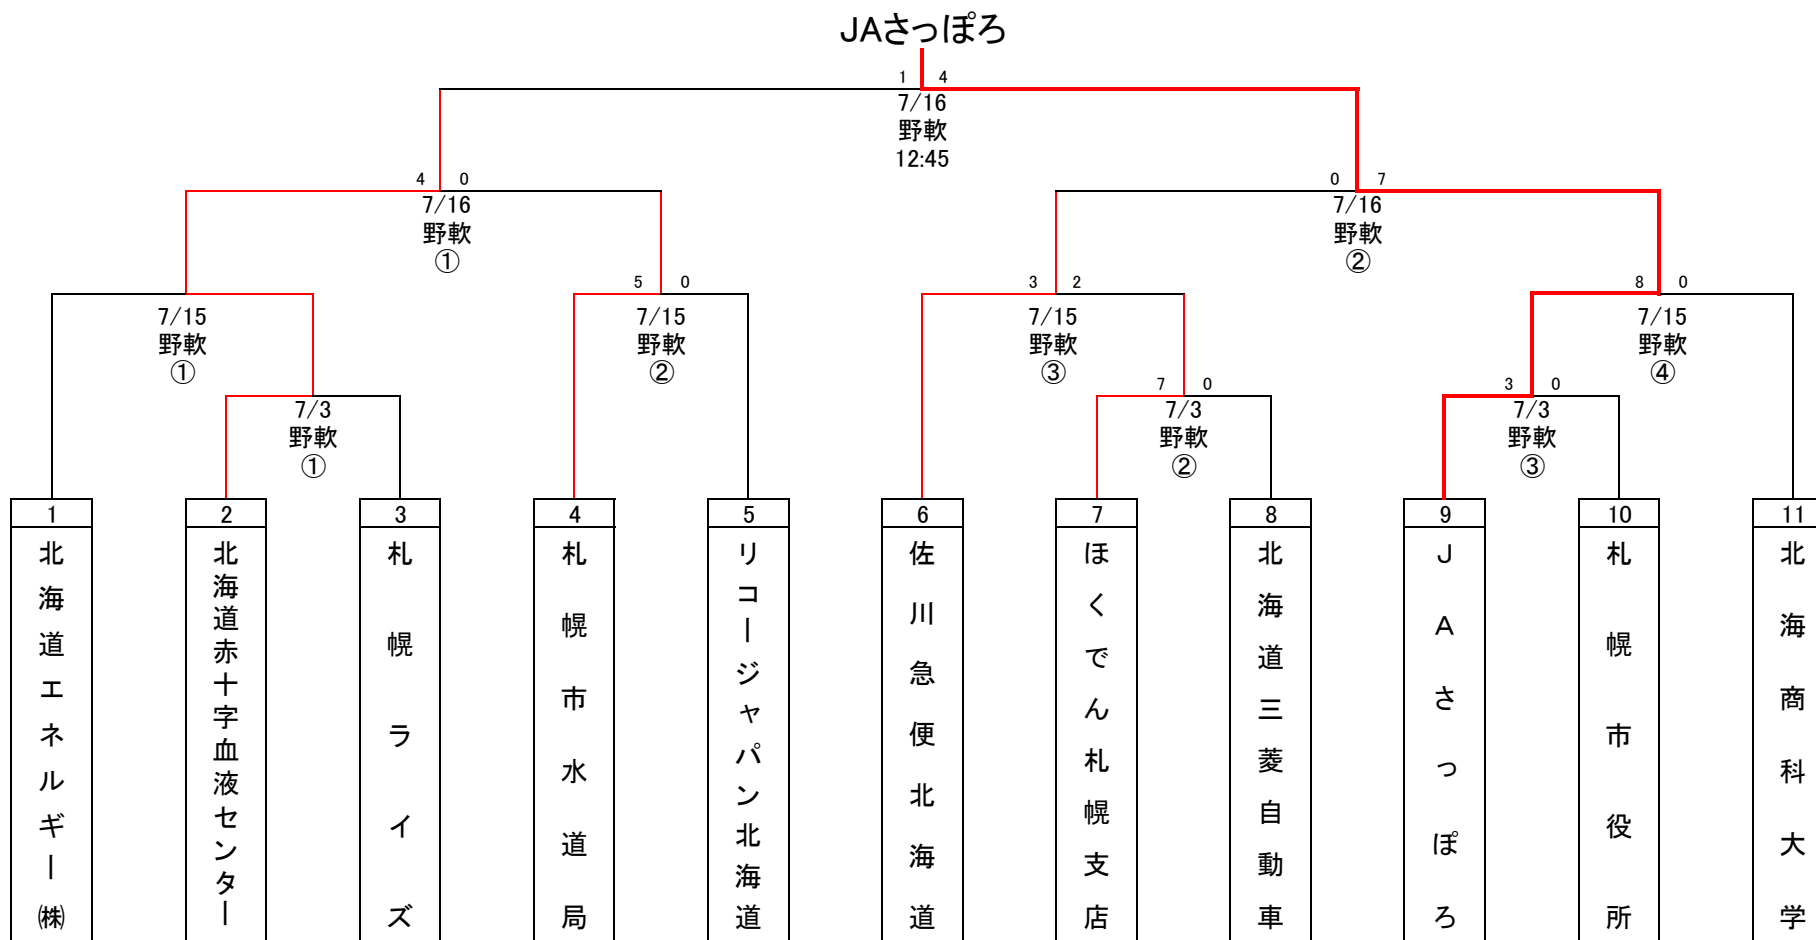 JAさっぽろ
1 4
7/16
野軟
12:45
4 0
7/16
野軟
①
0 7
7/16
野軟
②
7/15
野軟
①
5 0
7/15
野軟
②
3 2
7/15
野軟
③
8 0
7/15
野軟
④
7/3
野軟
①
7 0
7/3
野軟
②
3 0
7/3
野軟
③
1
北海道エネルギー㈱
2
北海道赤十字血液センター
3
札幌ライズ
4
札幌市水道局
5
リコージャパン北海道
6
佐川急便北海道
7
ほくでん札幌支店
8
北海道三菱自動車
9
JAさっぽろ
10
札幌市役所
11
北海商科大学